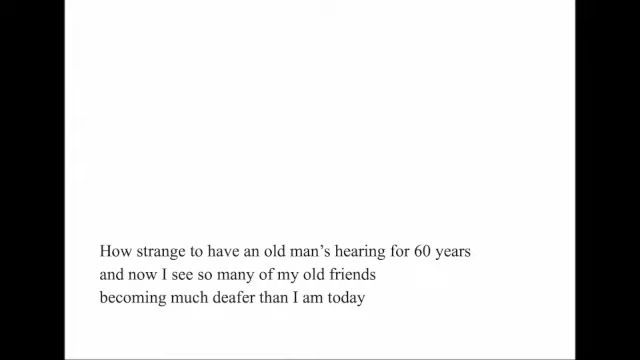 How strange to have an old man’s hearing for 60 years
and now I see so many of my old friends
becoming much deafer than I am today